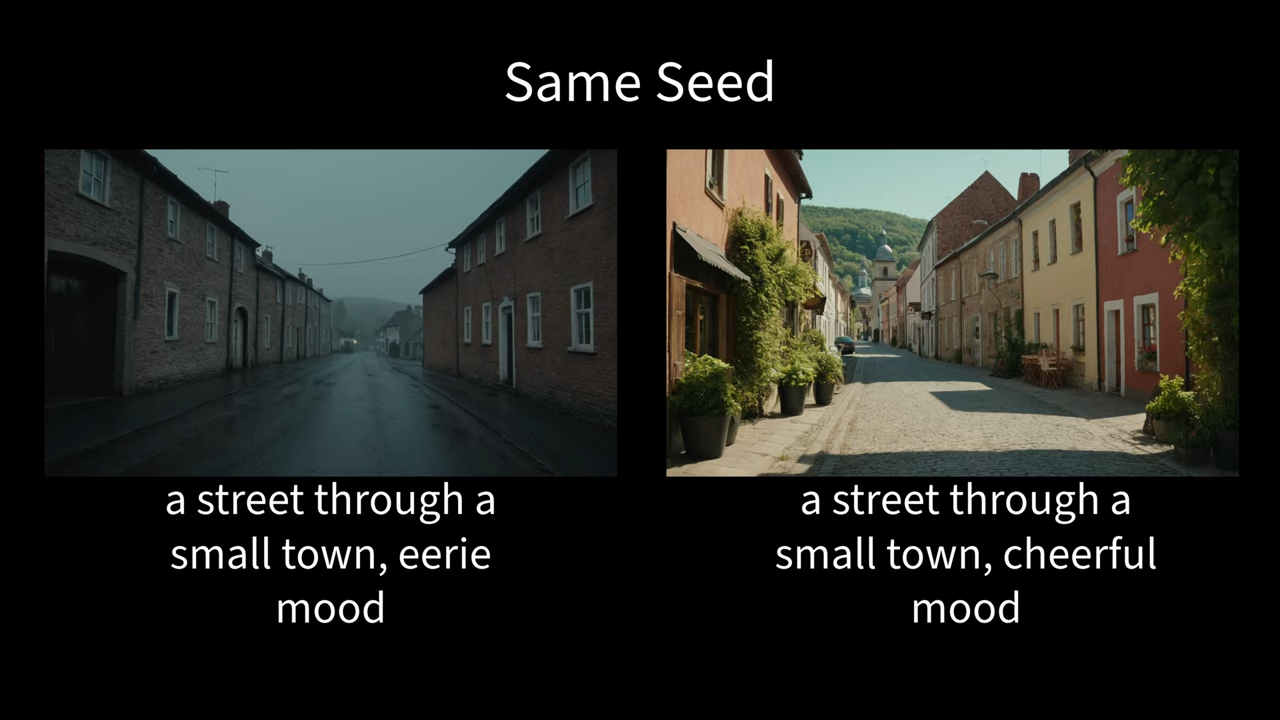 Same Seed
a street through a
small town, eerie
mood
a street through a
small town, cheerful
mood